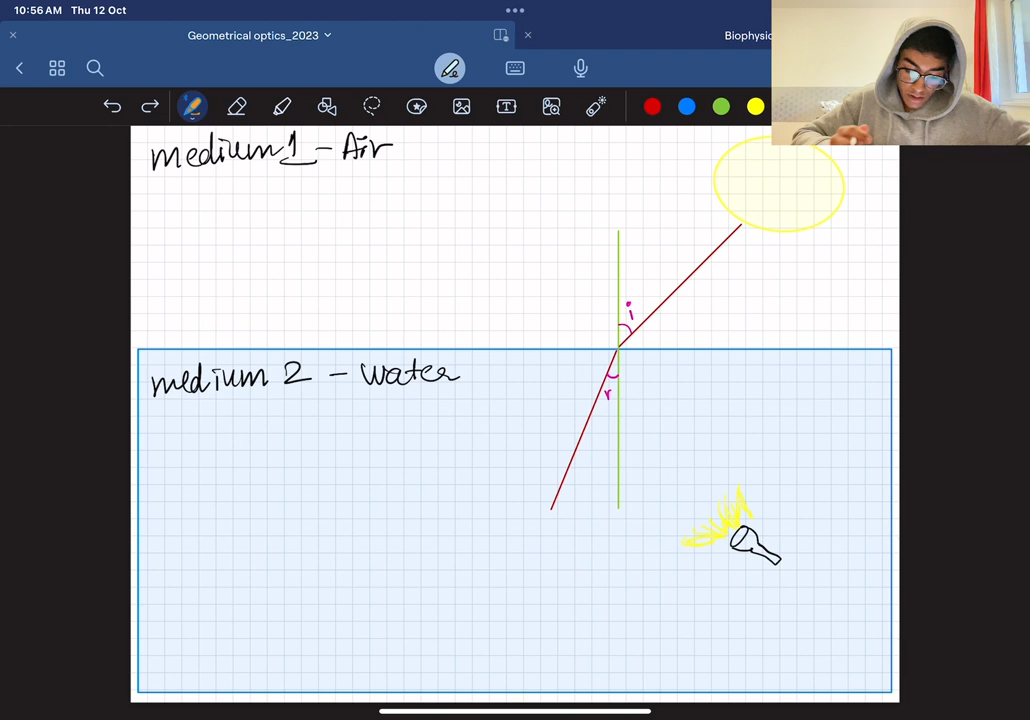 10:56 AM Thu 12 Oct
Geometrical optics_2023
Biophysic
medium 1 - Air
i
medium 2 - water
r